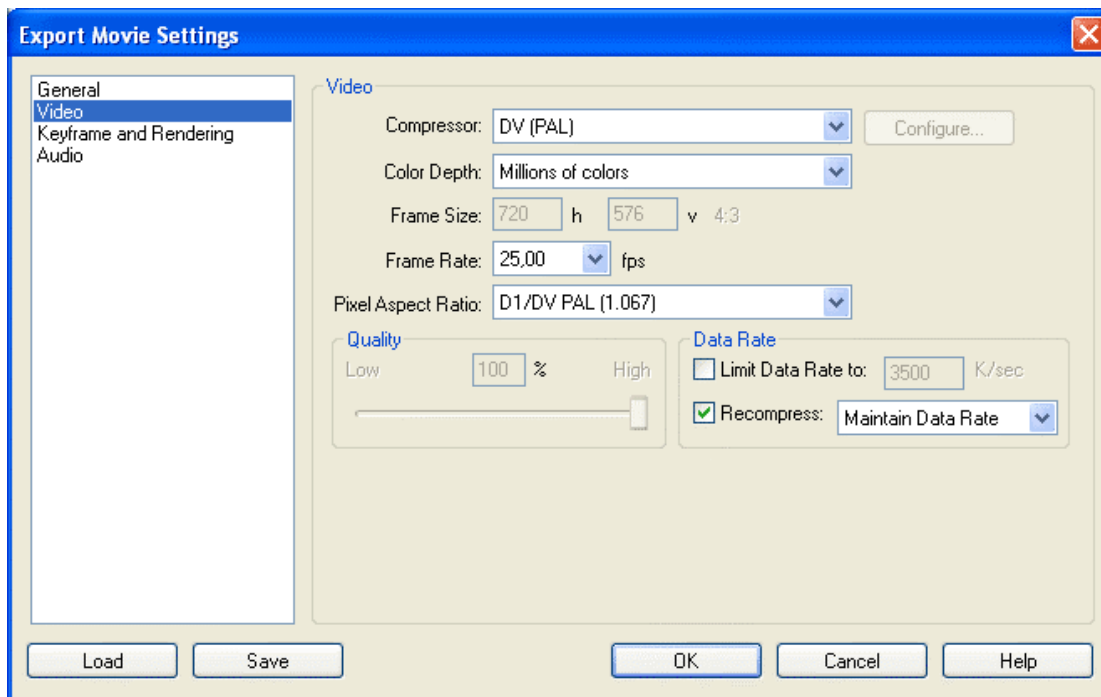 Export Movie Settings
General
Video
Keyframe and Rendering
Audio
Video
Compressor: DV (PAL) Configure...
Color Depth: Millions of colors
Frame Size: 720 h 576 v 4:3
Frame Rate: 25,00 fps
Pixel Aspect Ratio: D1/DV PAL (1.067)
Quality
Low 100 % High
Data Rate
Limit Data Rate to: 3500 K/sec
Recompress: Maintain Data Rate
Load Save OK Cancel Help